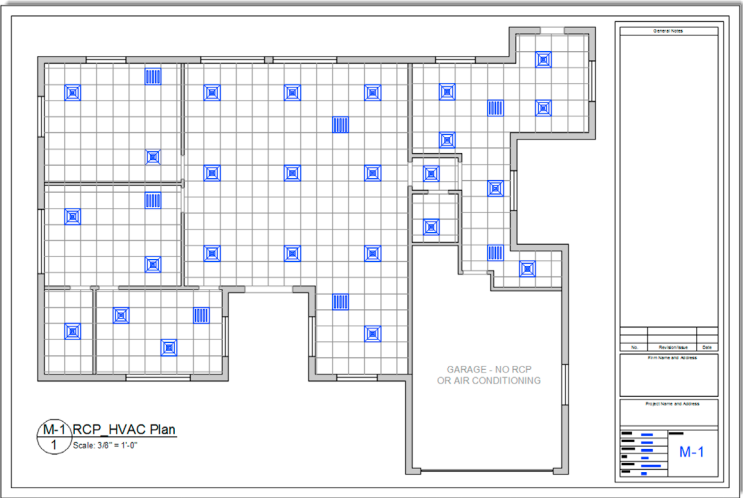 General Notes
No. Revision/Issue Date
Firm Name and Address
Project Name and Address
GARAGE - NO RCP
OR AIR CONDITIONING
M-1 RCP_HVAC Plan
1 Scale: 3/8" = 1'-0"
M-1